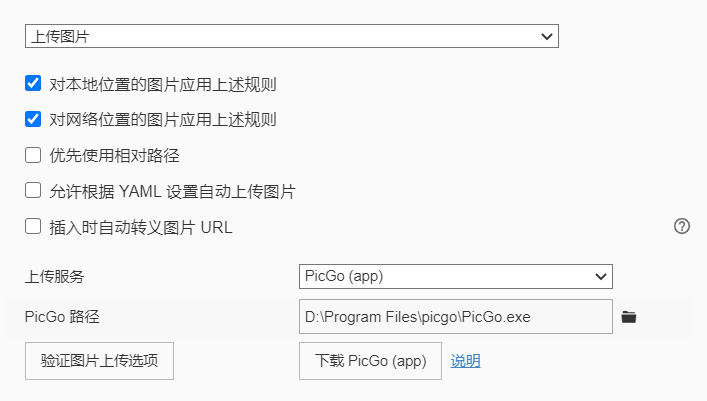 上传图片
对本地位置的图片应用上述规则
对网络位置的图片应用上述规则
优先使用相对路径
允许根据 YAML 设置自动上传图片
插入时自动转义图片 URL
上传服务 PicGo (app)
PicGo 路径 D:\Program Files\picgo\PicGo.exe
验证图片上传选项 下载 PicGo (app) 说明